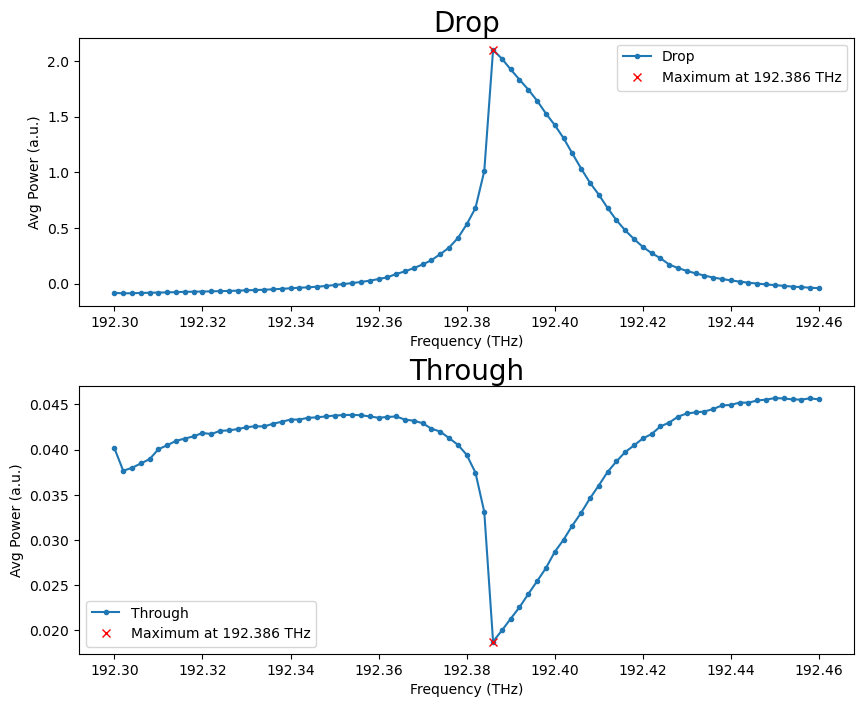 Drop
2.0
1.5
1.0
0.5
0.0
Avg Power (a.u.)
Drop
Maximum at 192.386 THz
192.30 192.32 192.34 192.36 192.38 192.40 192.42 192.44 192.46
Frequency (THz)
Through
0.045
0.040
0.035
0.030
0.025
0.020
Avg Power (a.u.)
Through
Maximum at 192.386 THz
192.30 192.32 192.34 192.36 192.38 192.40 192.42 192.44 192.46
Frequency (THz)